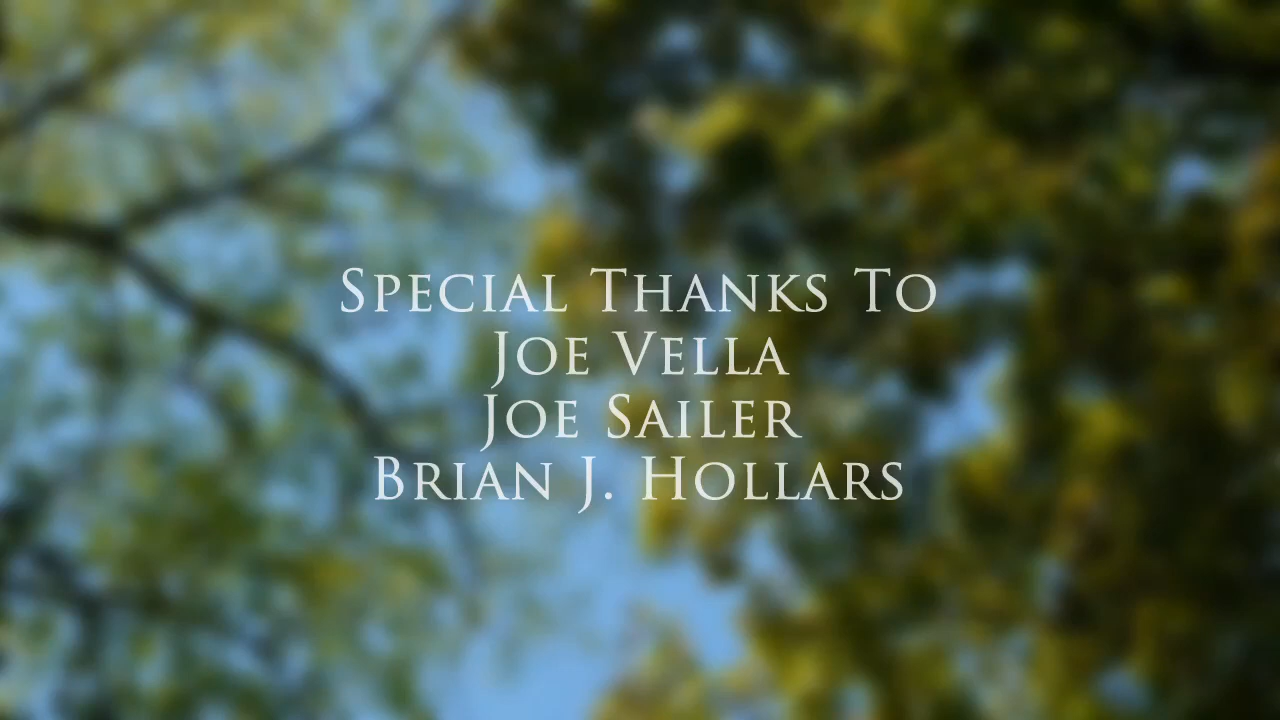 Special Thanks To
Joe Vella
Joe Sailer
Brian J. Hollars